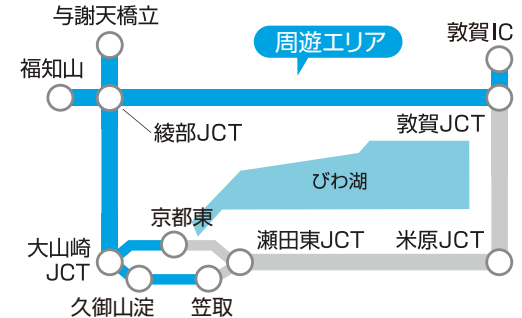 与謝天橋立
周遊エリア
敦賀IC
福知山
綾部JCT
敦賀JCT
びわ湖
京都東
大山崎
JCT
瀬田東JCT
米原JCT
久御山淀
笠取